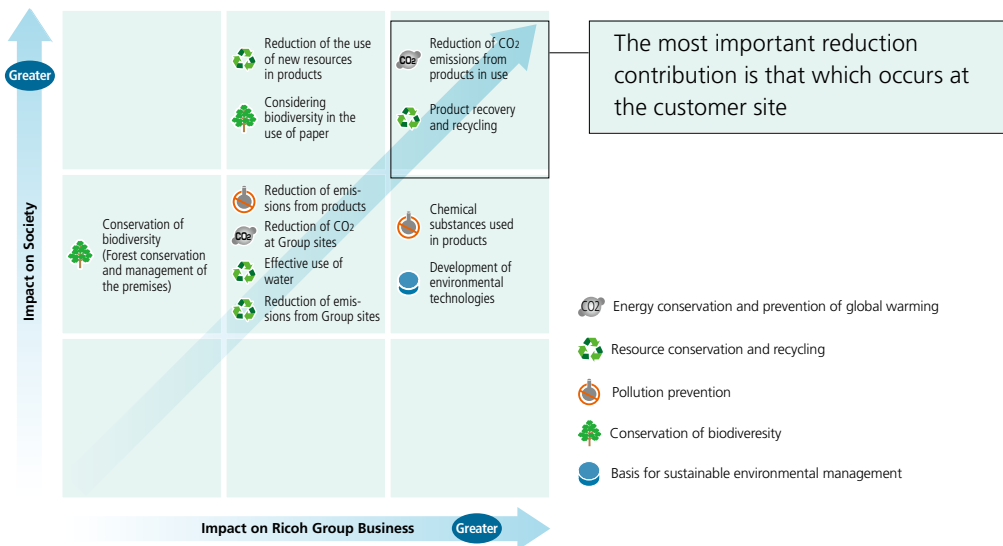 Greater
Impact on Society
Reduction of the use
of new resources
in products
Considering
biodiversity in the
use of paper
CO2
Reduction of CO2
emissions from
products in use
Product recovery
and recycling
The most important reduction
contribution is that which occurs at
the customer site
Conservation of
biodiversity
(Forest conservation
and management of
the premises)
Reduction of emis-
sions from products
CO2
Reduction of CO2
at Group sites
Effective use of
water
Reduction of emis-
sions from Group sites
Chemical
substances used
in products
Development of
environmental
technologies
CO2
Energy conservation and prevention of global warming
Resource conservation and recycling
Pollution prevention
Conservation of biodiveresity
Basis for sustainable environmental management
Impact on Ricoh Group Business
Greater